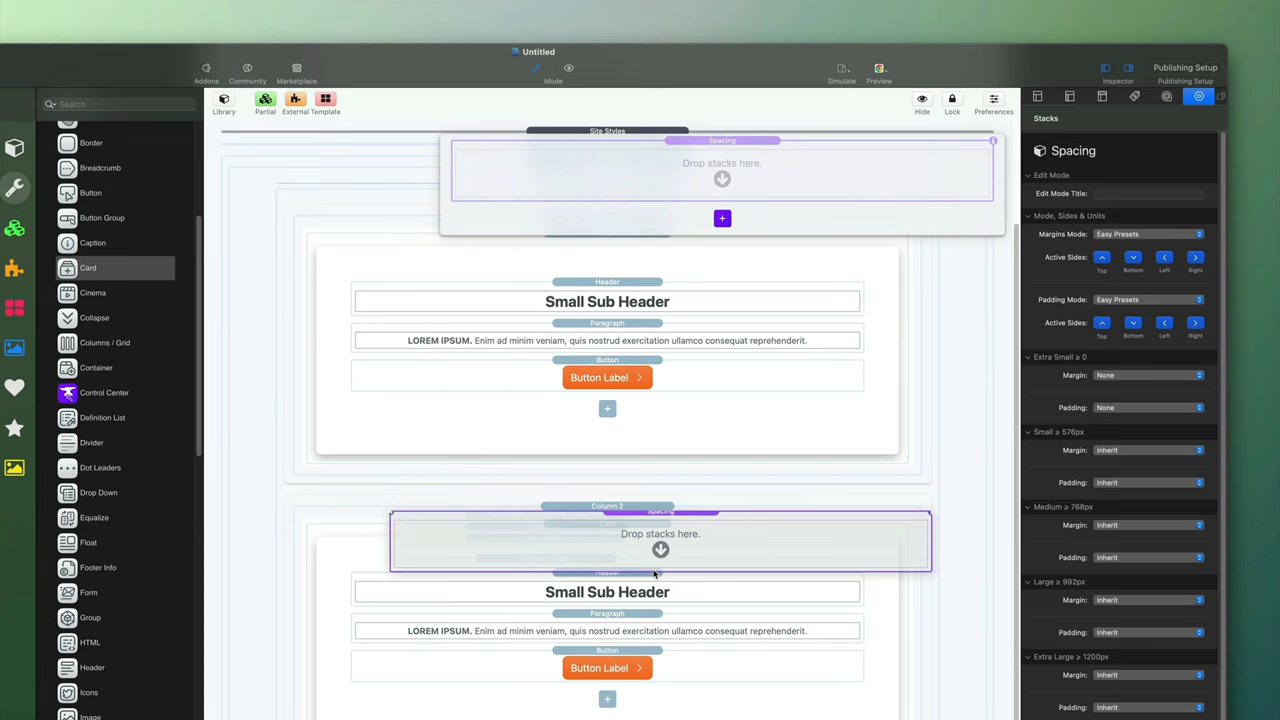 Untitled
Addons
Community
Marketplace
Mode
Simulate
Preview
Inspector
Publishing Setup
Publishing Setup
Search
Library
Partial
External
Template
Hide
Lock
Preferences
Border
Breadcrumb
Button
Button Group
Caption
Card
Cinema
Collapse
Columns / Grid
Container
Control Center
Definition List
Divider
Dot Leaders
Drop Down
Equalize
Float
Footer Info
Form
Group
HTML
Header
Icons
Image
Site Styles
Spacing
Drop stacks here.
Header
Small Sub Header
Paragraph
LOREM IPSUM. Enim ad minim veniam, quis nostrud exercitation ullamco consequat reprehenderit.
Button
Button Label
Column 2
Spacing
Card
Drop stacks here.
Header
Small Sub Header
Paragraph
LOREM IPSUM. Enim ad minim veniam, quis nostrud exercitation ullamco consequat reprehenderit.
Button
Button Label
Stacks
Spacing
Edit Mode
Edit Mode Title:
Mode, Sides & Units
Margins Mode: Easy Presets
Active Sides:
Top Bottom Left Right
Padding Mode: Easy Presets
Active Sides:
Top Bottom Left Right
Extra Small ≥ 0
Margin: None
Padding: None
Small ≥ 576px
Margin: Inherit
Padding: Inherit
Medium ≥ 768px
Margin: Inherit
Padding: Inherit
Large ≥ 992px
Margin: Inherit
Padding: Inherit
Extra Large ≥ 1200px
Margin: Inherit
Padding: Inherit